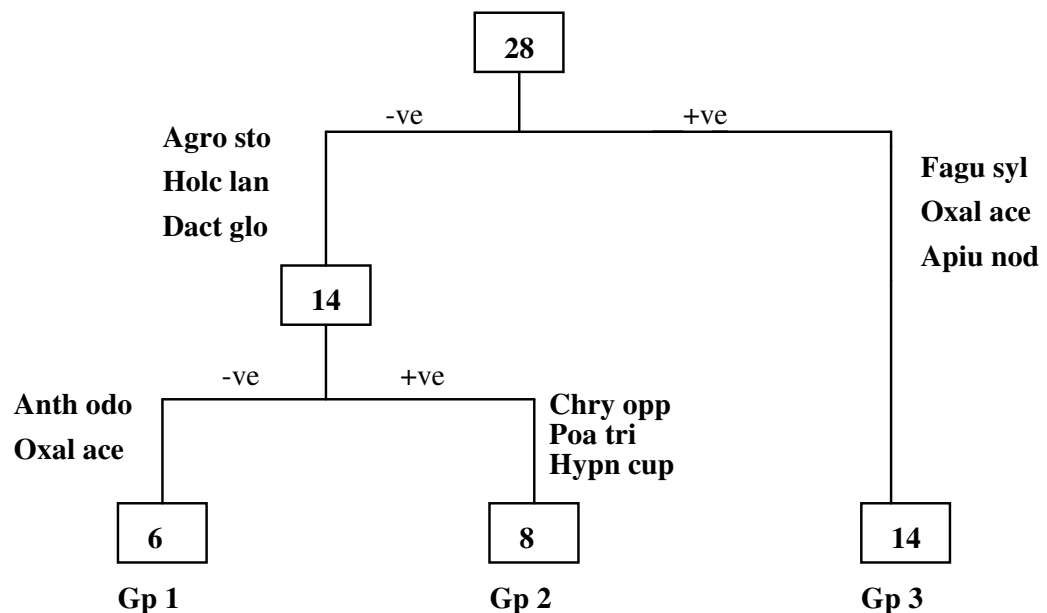 28
-ve
+ve
Agro sto
Holc lan
Dact glo
Fagu syl
Oxal ace
Apiu nod
14
-ve
+ve
Anth odo
Oxal ace
Chry opp
Poa tri
Hypn cup
6
8
14
Gp 1
Gp 2
Gp 3